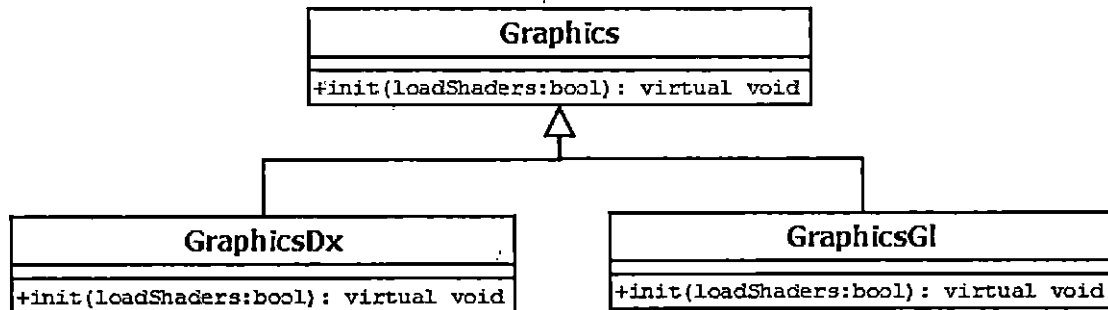 Graphics
+init(loadShaders:bool): virtual void
GraphicsDx
+init(loadShaders:bool): virtual void
GraphicsGl
+init(loadShaders:bool): virtual void